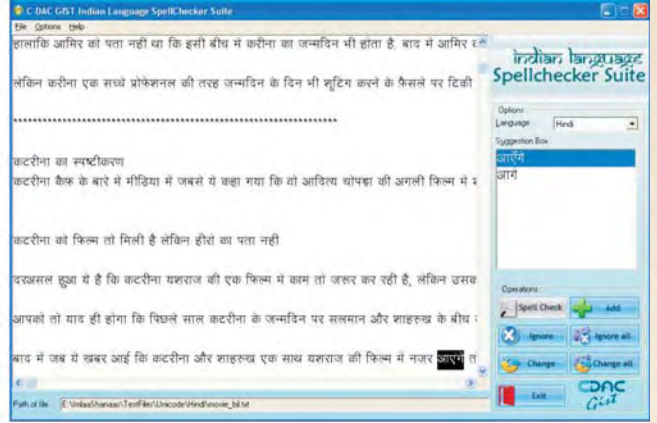 C-DAC GIST Indian Language SpellChecker Suite
File Options Help
हालाकि आमिर को पता नही था कि इसी बीच में करीना का जन्मदिन भी होता है. बाद में आमिर
लेकिन करीना एक सच्चे प्रोफेशनल की तरह जन्मदिन के दिन भी शूटिंग करने के फ़ैसले पर टिकी
कटरीना का स्पष्टीकरण
कटरीना कैफ के बारे में मीडिया में जबसे ये कहा गया कि वो आदित्य चोपड़ा की अगली फिल्म में
कटरीना को फिल्म तो मिली है लेकिन हीरो का पता नही
दरअसल हुआ ये है कि कटरीना यशराज की एक फिल्म में काम तो जरूर कर रही है, लेकिन उसक
आपको तो याद ही होगा कि पिछले साल कटरीना के जन्मदिन पर सलमान और शाहरुख के बीच
बाद में जब ये खबर आई कि कटरीना और शाहरुख एक साथ यशराज की फिल्म में नजर आएगें त
Path of file E:\ImlaaShanaas\TestFiles\Unicode\Hindi\movie_bil.txt
indian language
Spellchecker Suite
Options
Language Hindi
Suggestion Box
आएँगे
आगे
Operations
Spell Check Add
Ignore Ignore all
Change Change all
Exit
CDAC
Gist